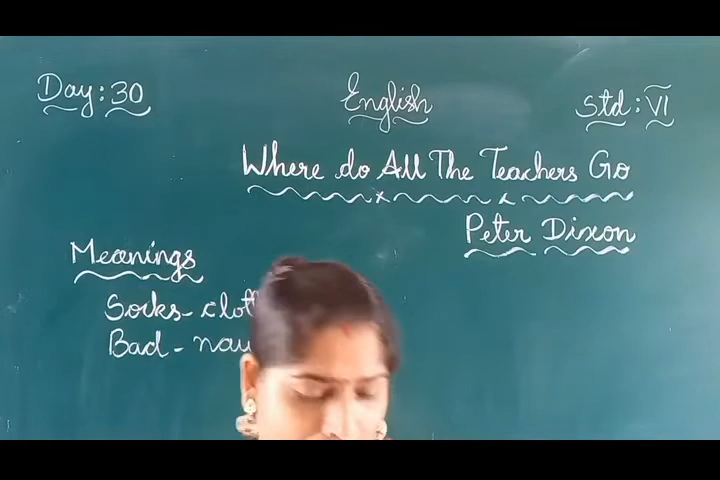 Day: 30 English Std: VI
Where do All The Teachers Go
Peter Dixon
Meanings
Socks -
Bad -